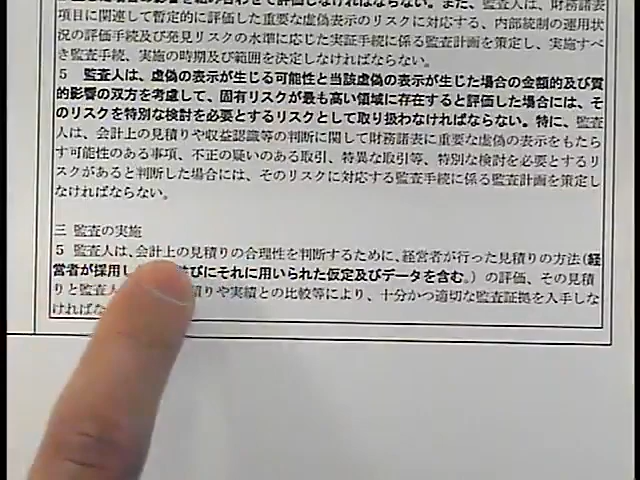 項目に関連して暫定的に評価した重要な虚偽表示のリスクに対応する、内部統制の運用状
況の評価手続及び発見リスクの水準に応じた実証手続に係る監査計画を策定し、実施すべ
き監査手続、実施の時期及び範囲を決定しなければならない。
5 監査人は、虚偽の表示が生じる可能性と当該虚偽の表示が生じた場合の金額的及び質
的影響の双方を考慮して、固有リスクが最も高い領域に存在すると評価した場合には、そ
のリスクを特別な検討を必要とするリスクとして取り扱わなければならない。特に、監査
人は、会計上の見積りや収益認識等の判断に関して財務諸表に重要な虚偽の表示をもたら
す可能性のある事項、不正の疑いのある取引、特異な取引等、特別な検討を必要とするリ
スクがあると判断した場合には、そのリスクに対応する監査手続に係る監査計画を策定し
なければならない。
三 監査の実施
5 監査人は、会計上の見積りの合理性を判断するために、経営者が行った見積りの方法（経
営者が採用し びにそれに用いられた仮定及びデータを含む。）の評価、その見積
りと監査人 積りや実績との比較等により、十分かつ適切な監査証拠を入手しな
ければな